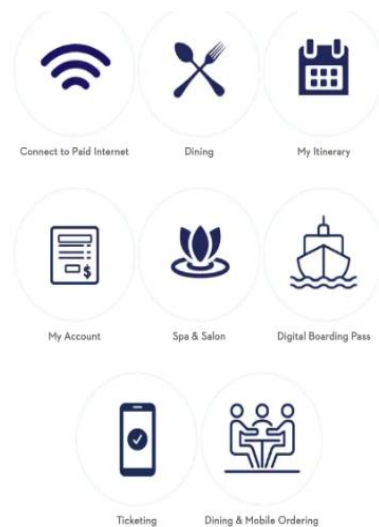 Connect to Paid Internet
Dining
My Itinerary
$
My Account
Spa & Salon
Digital Boarding Pass
Ticketing
Dining & Mobile Ordering